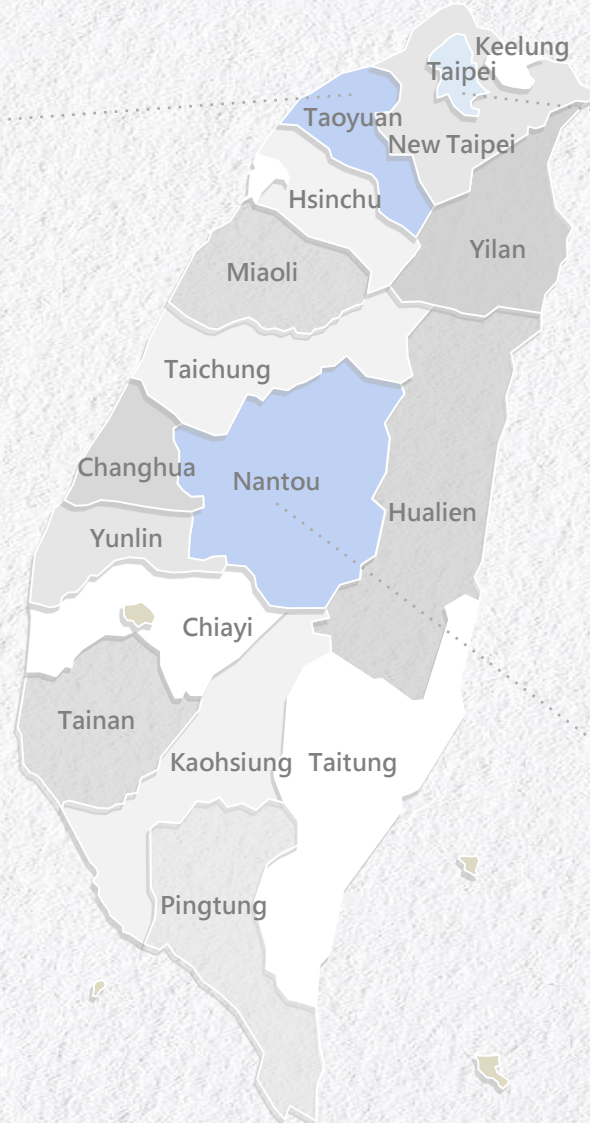 Keelung
Taipei
Taoyuan
New Taipei
Hsinchu
Yilan
Miaoli
Taichung
Changhua
Nantou
Hualien
Yunlin
Chiayi
Tainan
Kaohsiung
Taitung
Pingtung